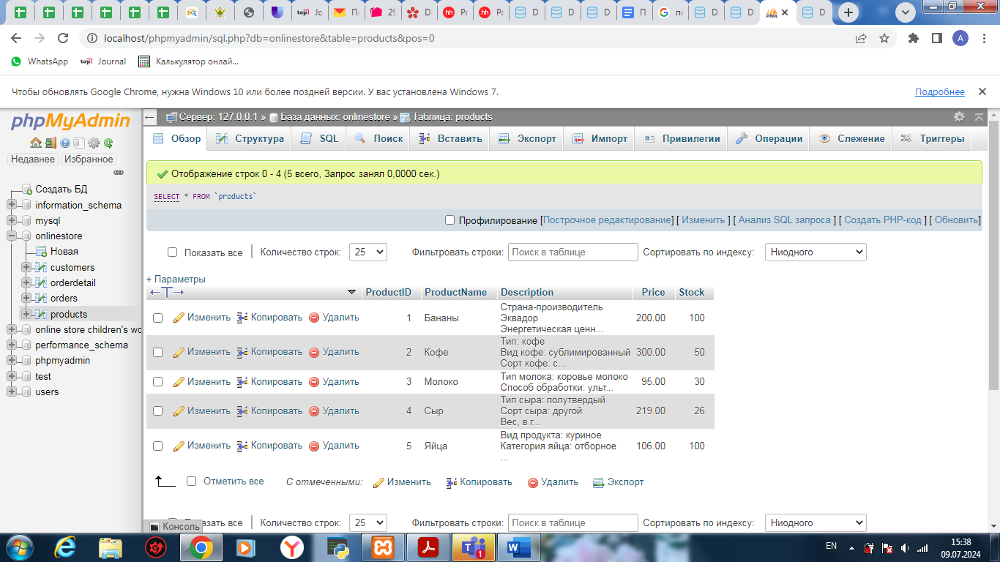 top! Jo
П
29
D
hh Pa
hh Pa
D
D
D
П
пе
D
D
PMA
D
localhost/phpmyadmin/sql.php?db=onlinestore&table=products&pos=0
A
WhatsApp top! Journal Калькулятор онлай...
Чтобы обновлять Google Chrome, нужна Windows 10 или более поздней версии. У вас установлена Windows 7. Подробнее
phpMyAdmin
Недавнее Избранное
Создать БД
information_schema
mysql
onlinestore
Новая
customers
orderdetail
orders
products
online store children's wo
performance_schema
phpmyadmin
test
users
Сервер: 127.0.0.1 » База данных: onlinestore » Таблица: products
Обзор Структура SQL Поиск Вставить Экспорт Импорт Привилегии Операции Слежение Триггеры
Отображение строк 0 - 4 (5 всего, Запрос занял 0,0000 сек.)
SELECT * FROM `products`
Профилирование [Построчное редактирование] [ Изменить ] [ Анализ SQL запроса ] [ Создать PHP-код ] [ Обновить]
Показать все Количество строк: 25 Фильтровать строки: Поиск в таблице Сортировать по индексу: Ниодного
+ Параметры
←T→ ProductID ProductName Description Price Stock
Изменить Копировать Удалить 1 Бананы Страна-производитель
Эквадор
Энергетическая ценн... 200.00 100
Изменить Копировать Удалить 2 Кофе Тип: кофе
Вид кофе: сублимированный
Сорт кофе: с... 300.00 50
Изменить Копировать Удалить 3 Молоко Тип молока: коровье молоко
Способ обработки: ульт... 95.00 30
Изменить Копировать Удалить 4 Сыр Тип сыра: полутвердый
Сорт сыра: другой
Вес, в г... 219.00 26
Изменить Копировать Удалить 5 Яйца Вид продукта: куриное
Категория яйца: отборное
... 106.00 100
Отметить все С отмеченными: Изменить Копировать Удалить Экспорт
Показать все Количество строк: 25 Фильтровать строки: Поиск в таблице Сортировать по индексу: Ниодного
Консоль
EN 15:38
09.07.2024